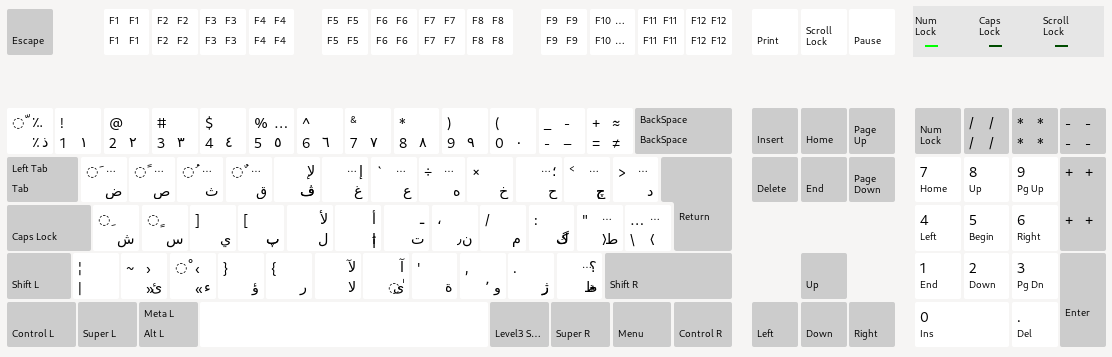 F1 F1 F2 F2 F3 F3 F4 F4 F5 F5 F6 F6 F7 F7 F8 F8 F9 F9 F10 ... F11 F11 F12 F12
Escape F1 F1 F2 F2 F3 F3 F4 F4 F5 F5 F6 F6 F7 F7 F8 F8 F9 F9 F10 ... F11 F11 F12 F12 Print Scroll Lock Pause
Num Lock Caps Lock Scroll Lock
! @ # $ % ... ^ & * ) ( _ - + ≈ BackSpace
ذ 1 ١ 2 ٢ 3 ٣ 4 ٤ 5 ٥ 6 ٦ 7 ٧ 8 ٨ 9 ٩ 0 ٠ - – = ≠ BackSpace
Insert Home Page Up Num Lock / / * * - -
/ / * * - -
Left Tab ... ... ... لإ ...إ ` ÷ × ...؛ < > ...
Tab ض ص ث ق ف غ ع ه خ ح ج د
Delete End Page Down 7 Home 8 Up 9 Pg Up + +
] [ لأ أ ـ ، / : " ... ... ...
Caps Lock ش س ي ب ل ا ت ن م ك ط \ Return
4 Left 5 Begin 6 Right + +
¦ ~ › ‹ } { لآ آ ' , . ؟
Shift L | » ئ « ء ؤ ر لا ى ة و ز ظ Shift R
Up 1 End 2 Down 3 Pg Dn Enter
Meta L
Control L Super L Alt L Level3 S... Super R Menu Control R
Left Down Right 0 Ins . Del